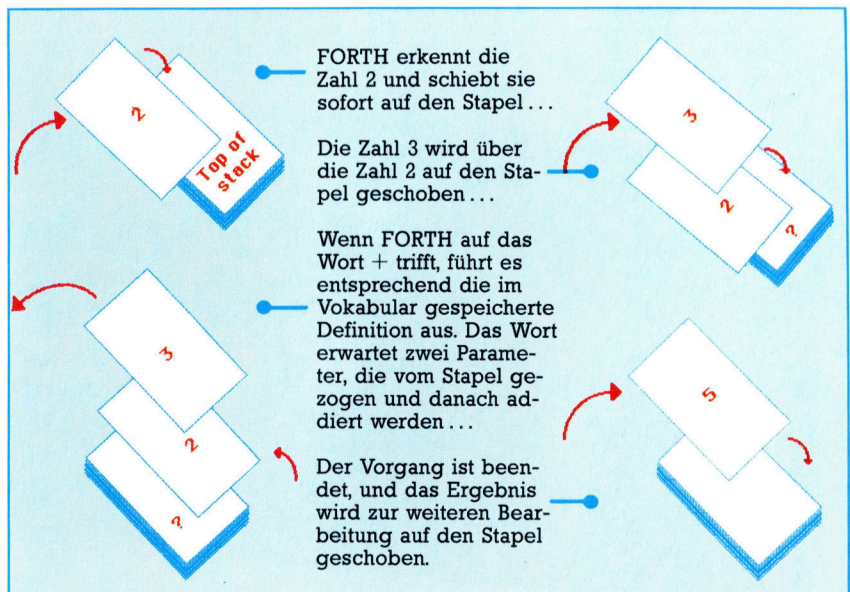 2
Top of
stack
FORTH erkennt die
Zahl 2 und schiebt sie
sofort auf den Stapel ...
3
2
?
Die Zahl 3 wird über
die Zahl 2 auf den Sta-
pel geschoben ...
3
2
?
Wenn FORTH auf das
Wort + trifft, führt es
entsprechend die im
Vokabular gespeicherte
Definition aus. Das Wort
erwartet zwei Parame-
ter, die vom Stapel ge-
zogen und danach ad-
diert werden ...
5
Der Vorgang ist been-
det, und das Ergebnis
wird zur weiteren Bear-
beitung auf den Stapel
geschoben.